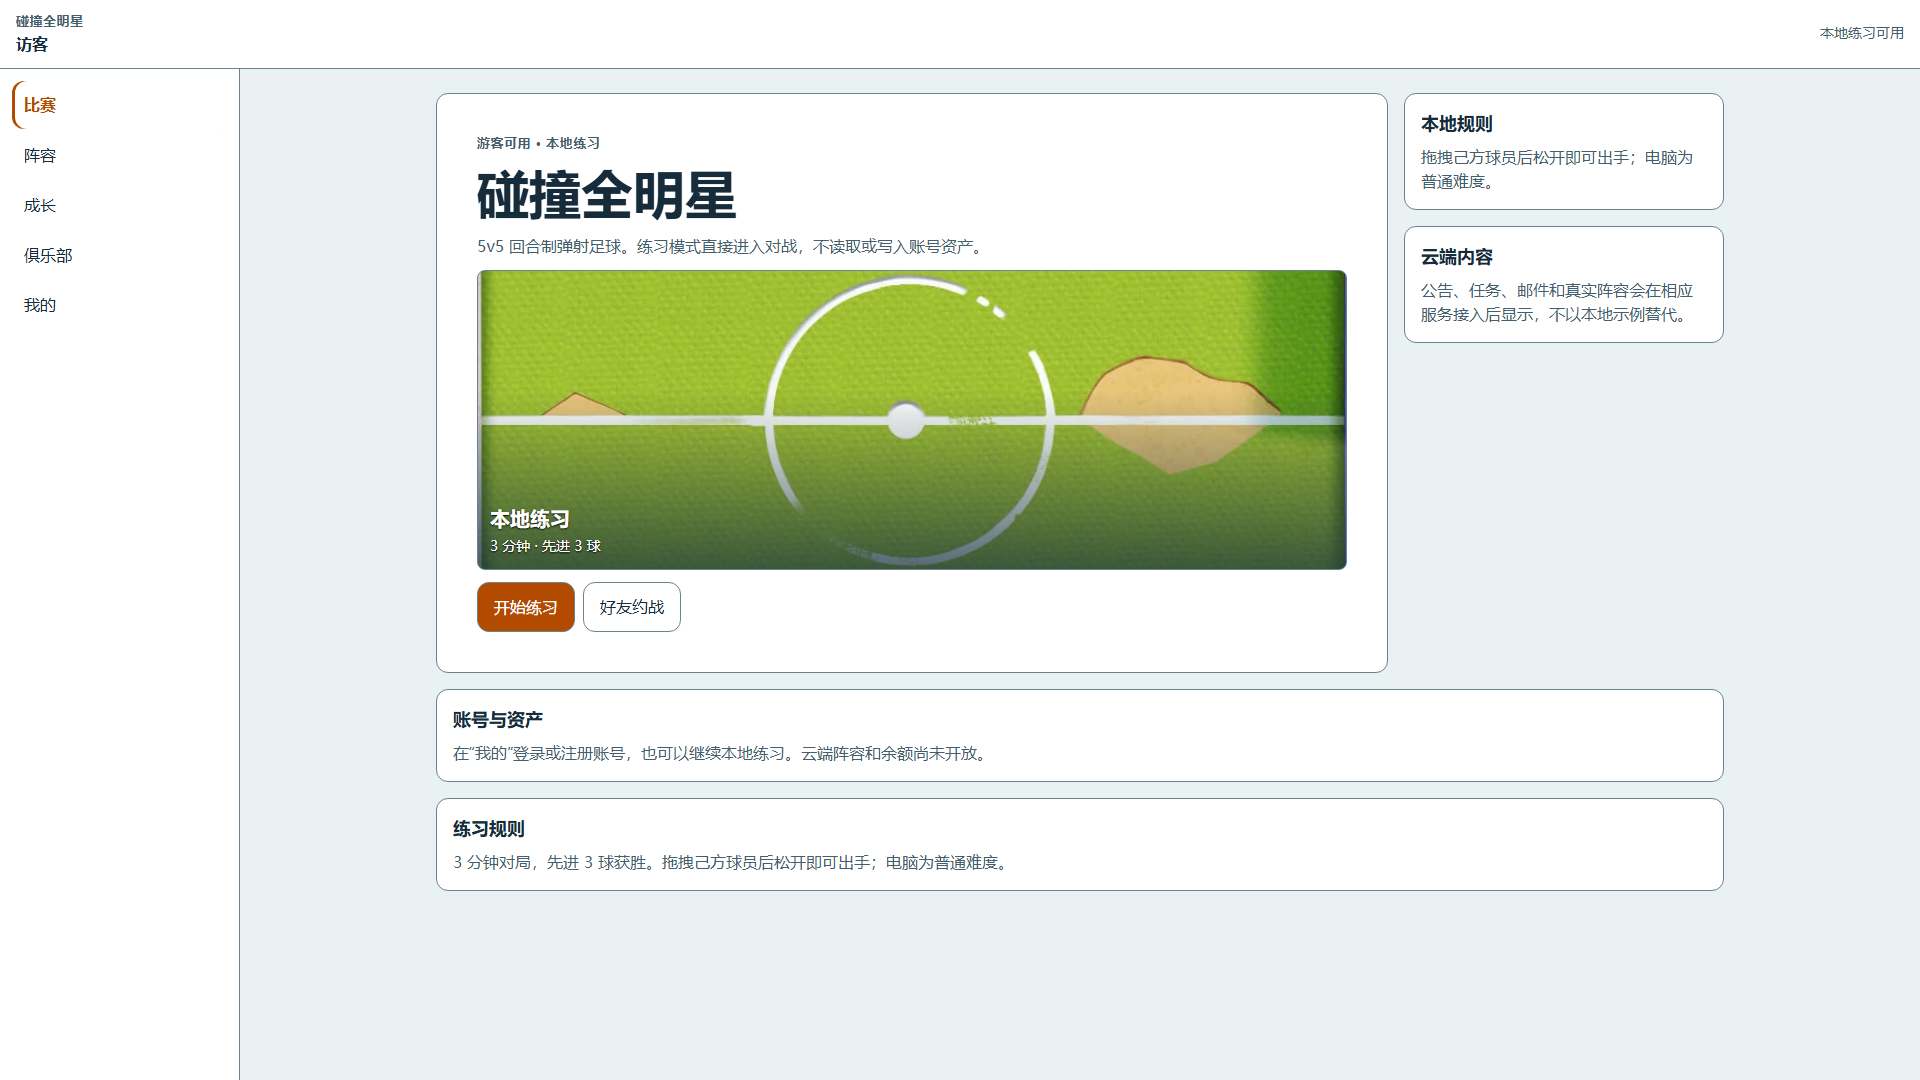 碰撞全明星
访客
本地练习可用
比赛
阵容
成长
俱乐部
我的
游客可用 • 本地练习
碰撞全明星
5v5 回合制弹射足球。练习模式直接进入对战，不读取或写入账号资产。
本地练习
3 分钟 · 先进 3 球
开始练习
好友约战
本地规则
拖拽己方球员后松开即可出手；电脑为
普通难度。
云端内容
公告、任务、邮件和真实阵容会在相应
服务接入后显示，不以本地示例替代。
账号与资产
在“我的”登录或注册账号，也可以继续本地练习。云端阵容和余额尚未开放。
练习规则
3 分钟对局，先进 3 球获胜。拖拽己方球员后松开即可出手；电脑为普通难度。